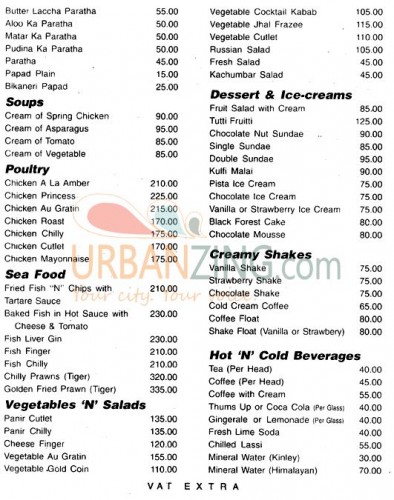 Butter Laccha Paratha 55.00
Aloo Ka Paratha 50.00
Matar Ka Paratha 50.00
Pudina Ka Paratha 50.00
Paratha 45.00
Papad Plain 15.00
Bikaneri Papad 25.00
Soups
Cream of Spring Chicken 90.00
Cream of Asparagus 95.00
Cream of Tomato 85.00
Cream of Vegetable 85.00
Poultry
Chicken A La Amber 210.00
Chicken Princess 225.00
Chicken Au Gratin 215.00
Chicken Roast 170.00
Chicken Chilly 175.00
Chicken Cutlet 170.00
Chicken Mayonnaise 175.00
Sea Food
Fried Fish "N" Chips with 210.00
Tartare Sauce
Baked Fish in Hot Sauce with 230.00
Cheese & Tomato
Fish Liver Gin 230.00
Fish Finger 210.00
Fish Chilly 210.00
Chilly Prawns (Tiger) 320.00
Golden Fried Prawn (Tiger) 335.00
Vegetables 'N' Salads
Panir Cutlet 135.00
Panir Chilly 135.00
Cheese Finger 120.00
Vegetable Au Gratin 155.00
Vegetable Gold Coin 110.00
Vegetable Cocktail Kabab 105.00
Vegetable Jhal Frazee 115.00
Vegetable Cutlet 110.00
Russian Salad 105.00
Fresh Salad 45.00
Kachumbar Salad 45.00
Dessert & Ice-creams
Fruit Salad with Cream 85.00
Tutti Fruitti 125.00
Chocolate Nut Sundae 90.00
Single Sundae 85.00
Double Sundae 95.00
Kulfi Malai 90.00
Pista Ice Cream 75.00
Chocolate Ice Cream 75.00
Vanilla or Strawberry Ice Cream 75.00
Black Forest Cake 80.00
Chocolate Mousse 80.00
Creamy Shakes
Vanilla Shake 75.00
Strawberry Shake 75.00
Chocolate Shake 75.00
Cold Cream Coffee 65.00
Coffee Float 80.00
Shake Float (Vanilla or Strawbery) 80.00
Hot 'N' Cold Beverages
Tea (Per Head) 40.00
Coffee (Per Head) 45.00
Coffee with Cream 55.00
Thums Up or Coca Cola (Per Glass) 40.00
Gingerale or Lemonade (Per Glass) 40.00
Fresh Lime Soda 40.00
Chilled Lassi 55.00
Mineral Water (Kinley) 30.00
Mineral Water (Himalayan) 70.00
VAT EXTRA
URBANZING.com
Your city. Your